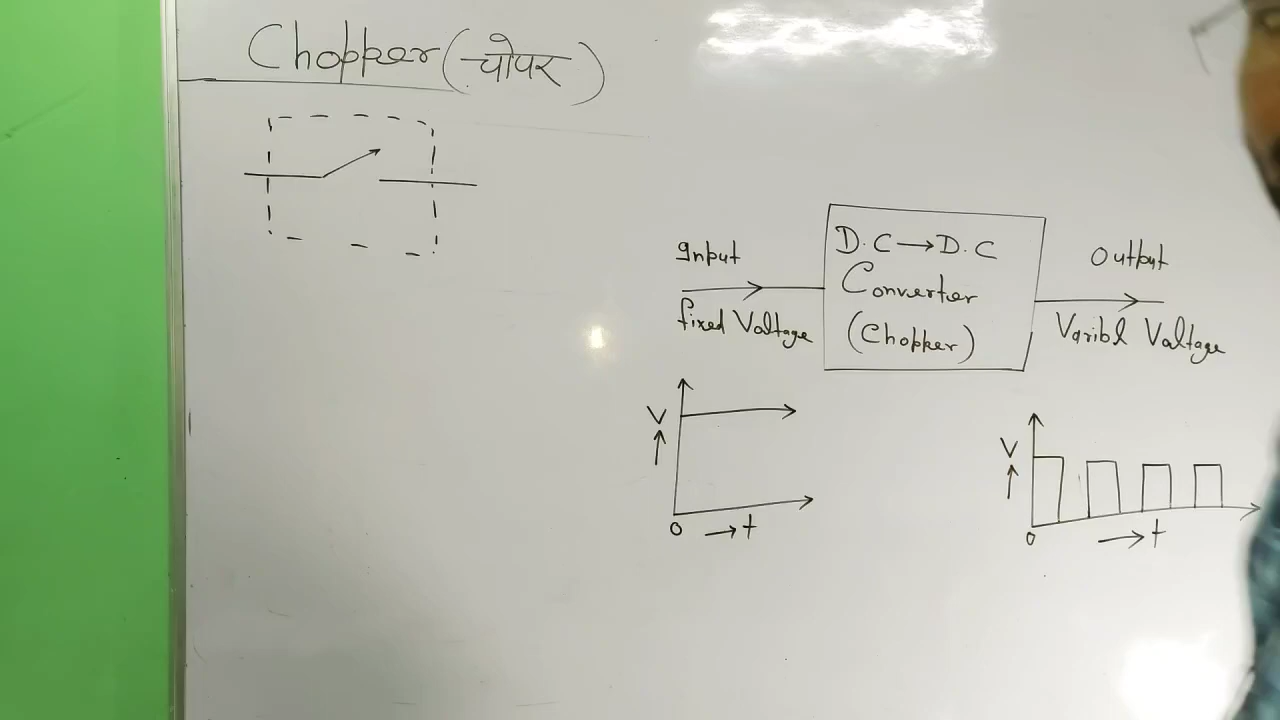 Chopper (चोपर)
Input
fixed Voltage
D.C → D.C
Converter
(Chopper)
Output
Varibl Voltage
V
0
t
V
0
t